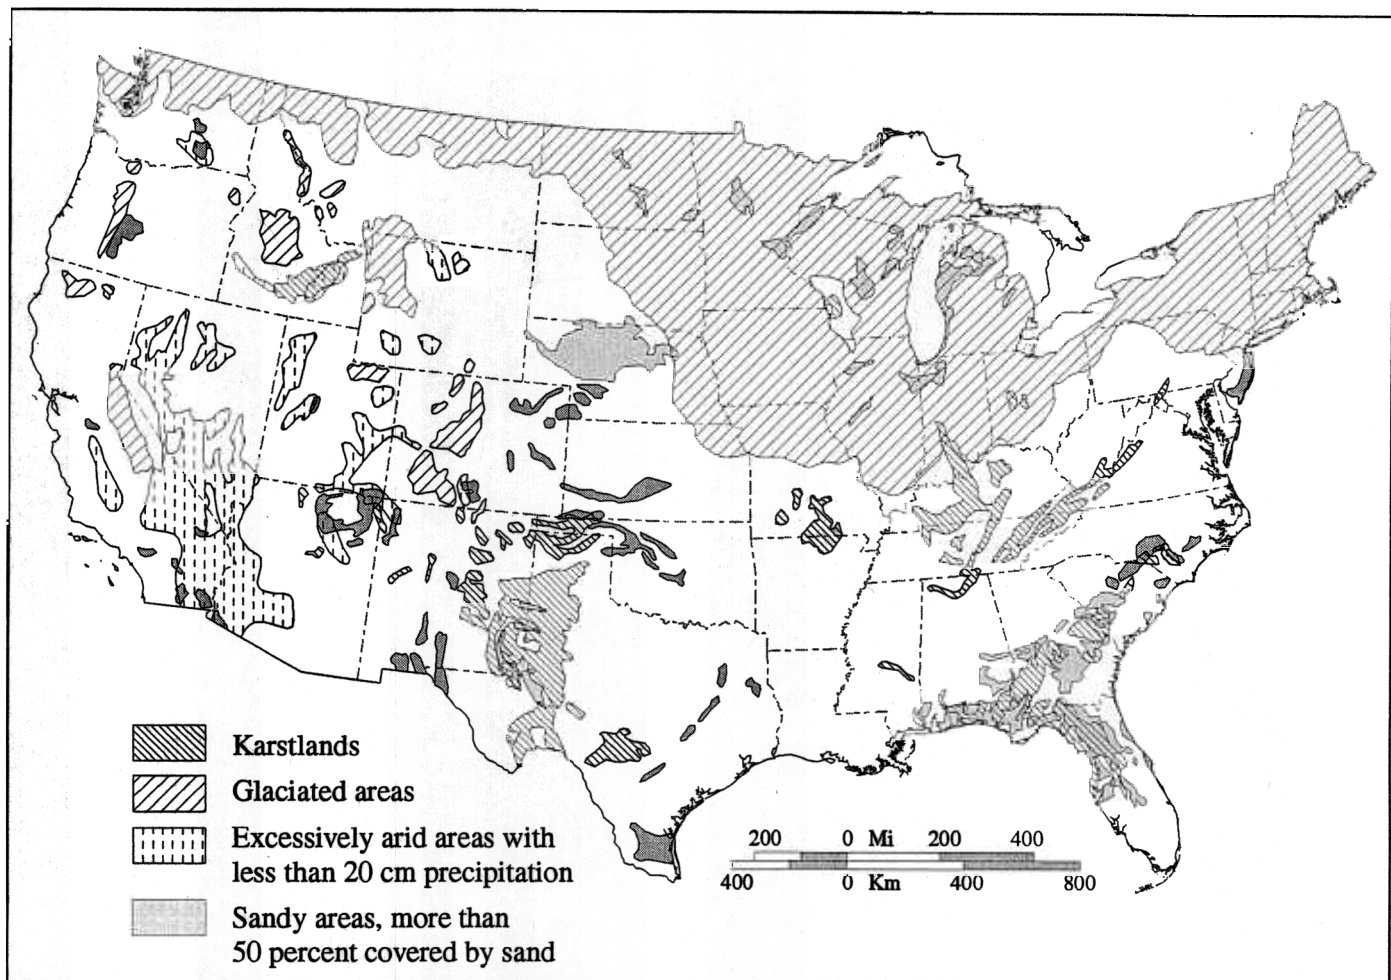 Karstlands
Glaciated areas
Excessively arid areas with
less than 20 cm precipitation
Sandy areas, more than
50 percent covered by sand
200 0 Mi 200 400
400 0 Km 400 800